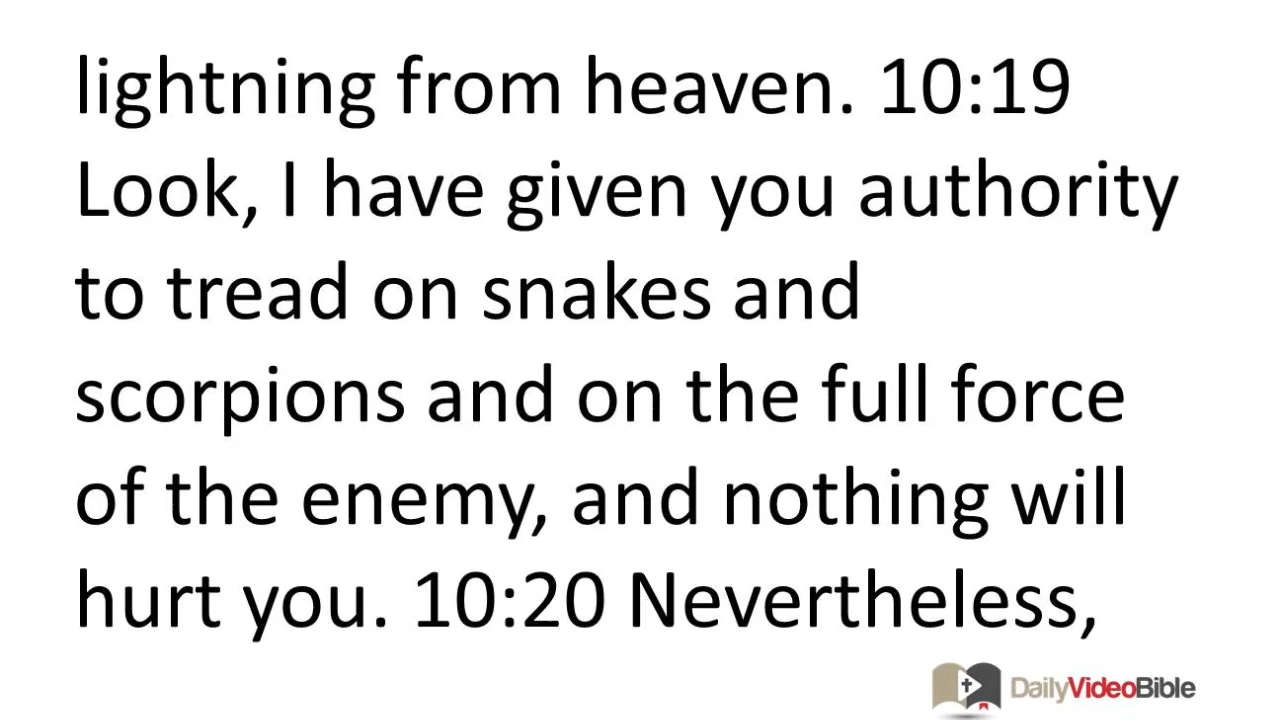 lightning from heaven. 10:19
Look, I have given you authority
to tread on snakes and
scorpions and on the full force
of the enemy, and nothing will
hurt you. 10:20 Nevertheless,
DailyVideoBible